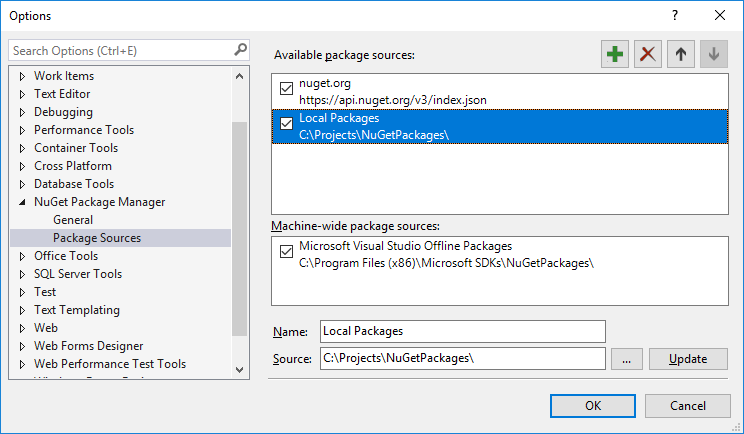 Options
Search Options (Ctrl+E)
Work Items
Text Editor
Debugging
Performance Tools
Container Tools
Cross Platform
Database Tools
NuGet Package Manager
General
Package Sources
Office Tools
SQL Server Tools
Test
Text Templating
Web
Web Forms Designer
Web Performance Test Tools
Available package sources:
nuget.org
https://api.nuget.org/v3/index.json
Local Packages
C:\Projects\NuGetPackages\
Machine-wide package sources:
Microsoft Visual Studio Offline Packages
C:\Program Files (x86)\Microsoft SDKs\NuGetPackages\
Name: Local Packages
Source: C:\Projects\NuGetPackages\ ... Update
OK Cancel